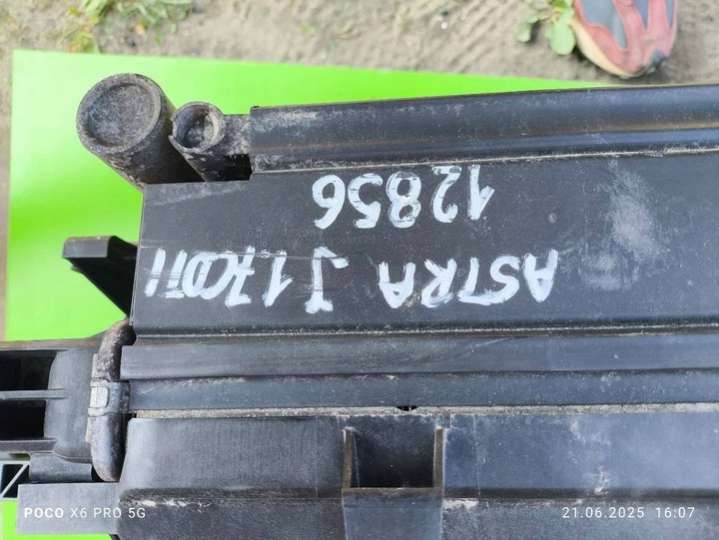 ASTRA J 17CDTI
12856
POCO X6 PRO 5G
21.06.2025 16:07